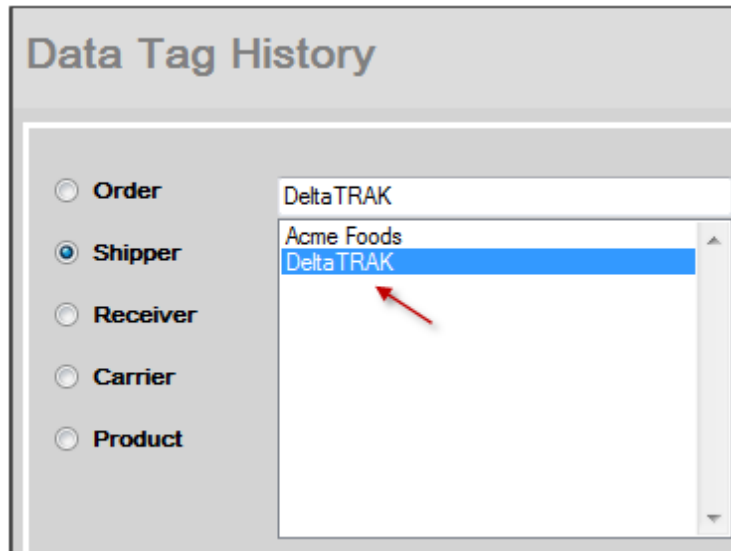 Data Tag History
Order
DeltaTRAK
Shipper
Acme Foods
DeltaTRAK
Receiver
Carrier
Product